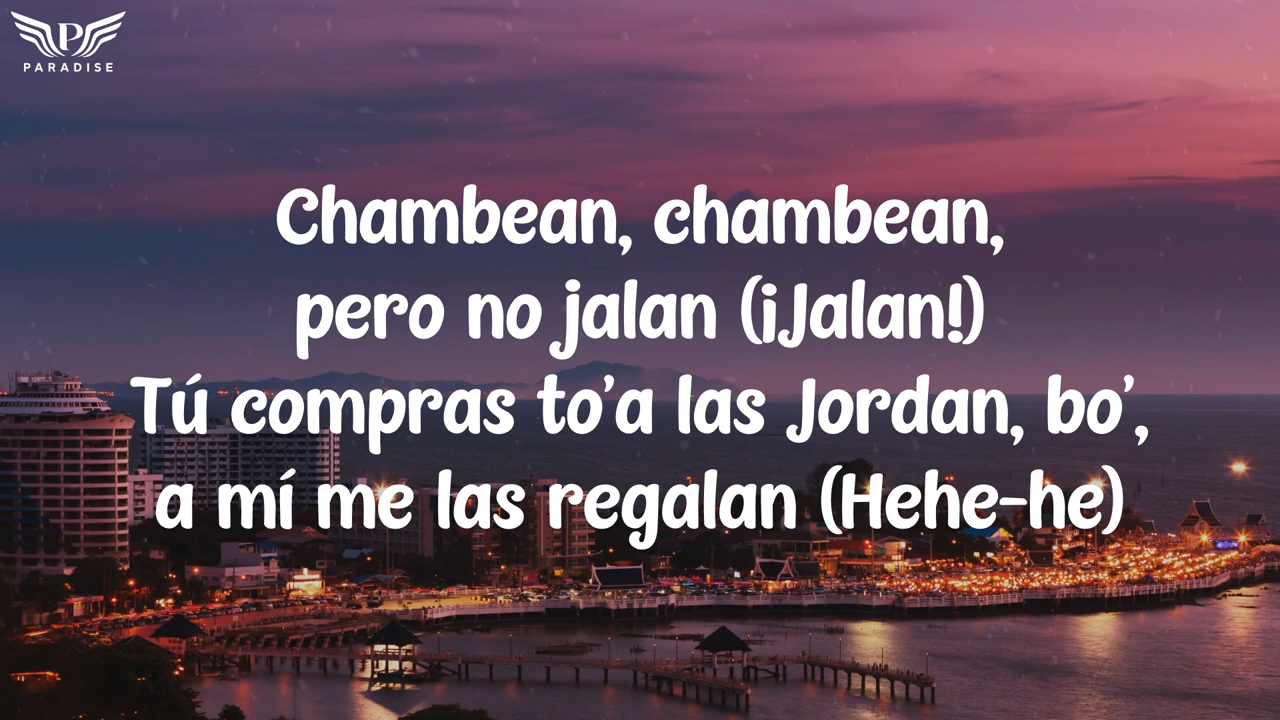 PARADISE
Chambean, chambean,
pero no jalan (¡Jalan!)
Tú compras to'a las Jordan, bo',
a mí me las regalan (Hehe-he)